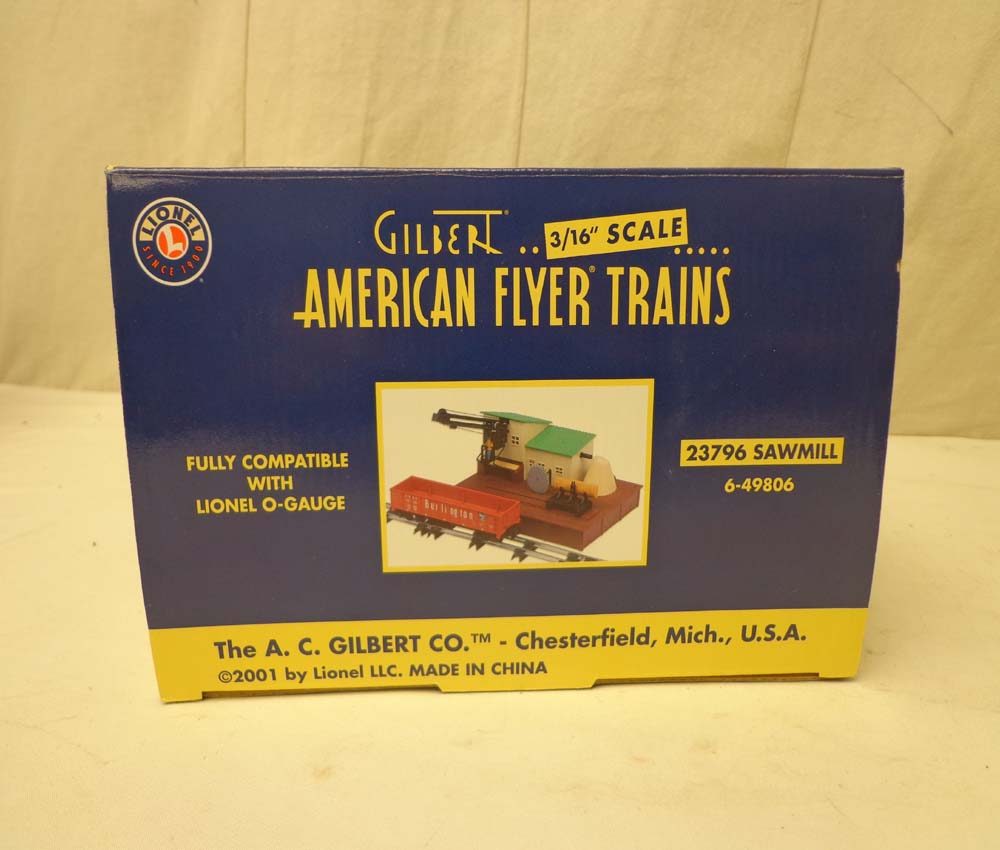 LIONEL
L
SINCE 1900
GILBERT® .. 3/16" SCALE .....
AMERICAN FLYER® TRAINS
FULLY COMPATIBLE
WITH
LIONEL O-GAUGE
Burlington
23796 SAWMILL
6-49806
The A. C. GILBERT CO.™ - Chesterfield, Mich., U.S.A.
©2001 by Lionel LLC. MADE IN CHINA